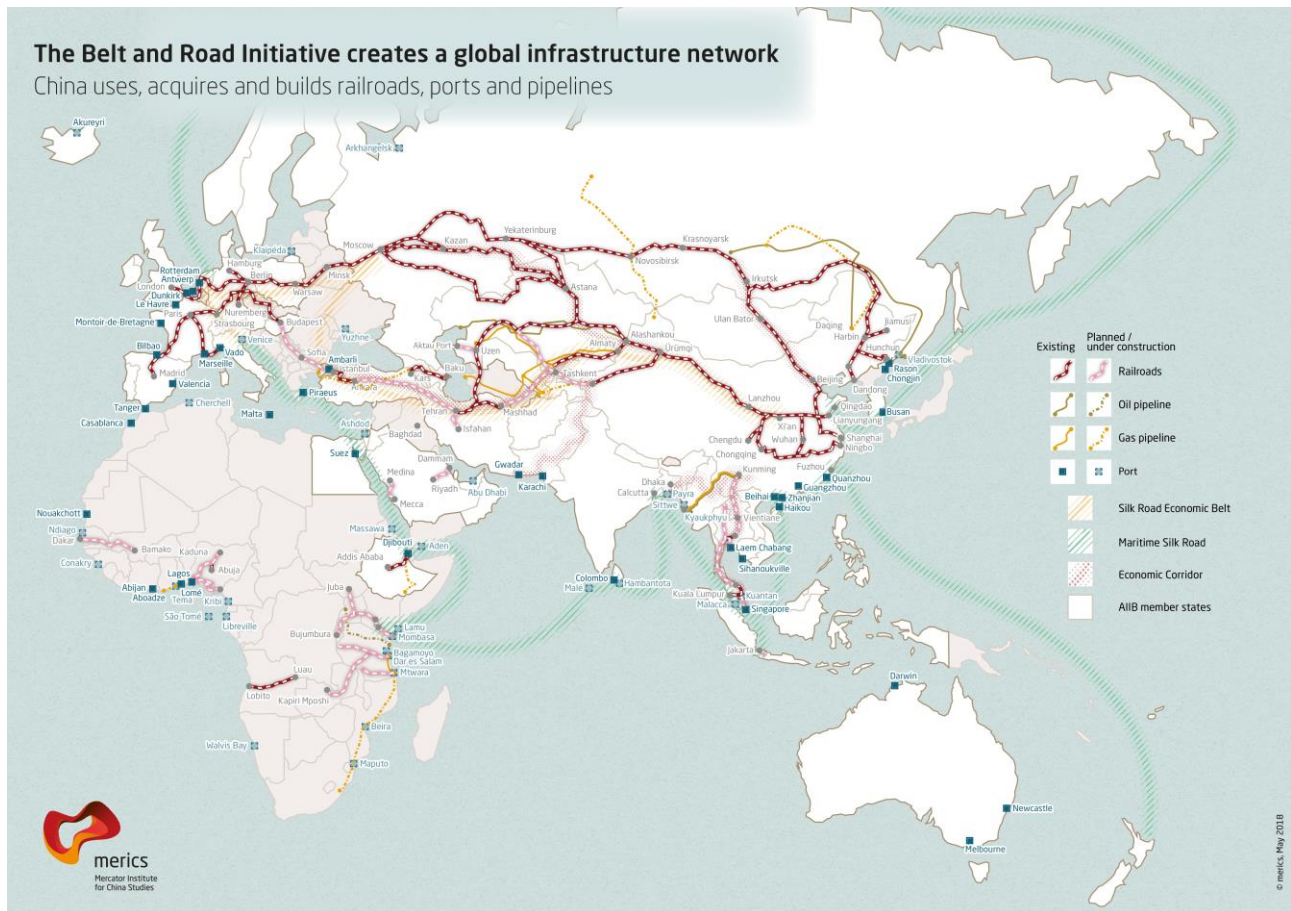 The Belt and Road Initiative creates a global infrastructure network
China uses, acquires and builds railroads, ports and pipelines
Akureyri
Arkhangelsk
Klaipėda
Moscow
Kazan
Yekaterinburg
Krasnoyarsk
Novosibirsk
Hamburg
Rotterdam
Antwerp
London
Dunkirk
Le Havre
Berlin
Minsk
Warsaw
Irkutsk
Astana
Montoir-de-Bretagne
Paris
Nuremberg
Strasbourg
Budapest
Ulan Bator
Daqing
Jiamusi
Harbin
Hunchun
Vladivostok
Rason
Chongjin
Venice
Yuzhne
Bilbao
Vado
Marseille
Sofia
Aktau Port
Uzen
Alashankou
Almaty
Ürümqi
Madrid
Valencia
Ambarlı
Istanbul
Ankara
Kars
Baku
Tashkent
Beijing
Dandong
Tanger
Cherchell
Malta
Piraeus
Casablanca
Tehran
Mashhad
Isfahan
Lanzhou
Qingdao
Lianyungang
Busan
Ashdod
Baghdad
Suez
Xi'an
Wuhan
Chengdu
Chongqing
Shanghai
Ningbo
Medina
Dammam
Riyadh
Mecca
Abu Dhabi
Gwadar
Karachi
Kunming
Fuzhou
Quanzhou
Guangzhou
Dhaka
Calcutta
Payra
Sittwe
Kyaukphyu
Beihai
Zhanjian
Haikou
Nouakchott
Ndiago
Dakar
Bamako
Conakry
Kaduna
Abuja
Massawa
Djibouti
Aden
Addis Ababa
Vientiane
Laem Chabang
Sihanoukville
Abijan
Aboadze
Tema
Lagos
Lomé
Kribi
São Tomé
Libreville
Juba
Colombo
Hambantota
Malé
Kuala Lumpur
Kuantan
Malacca
Singapore
Bujumbura
Lamu
Mombasa
Bagamoyo
Dar es Salam
Mtwara
Jakarta
Luau
Lobito
Kapiri Mposhi
Darwin
Walvis Bay
Beira
Maputo
Newcastle
Melbourne
Existing
Planned /
under construction
Railroads
Oil pipeline
Gas pipeline
Port
Silk Road Economic Belt
Maritime Silk Road
Economic Corridor
AIIB member states
merics
Mercator Institute
for China Studies
© merics, May 2018